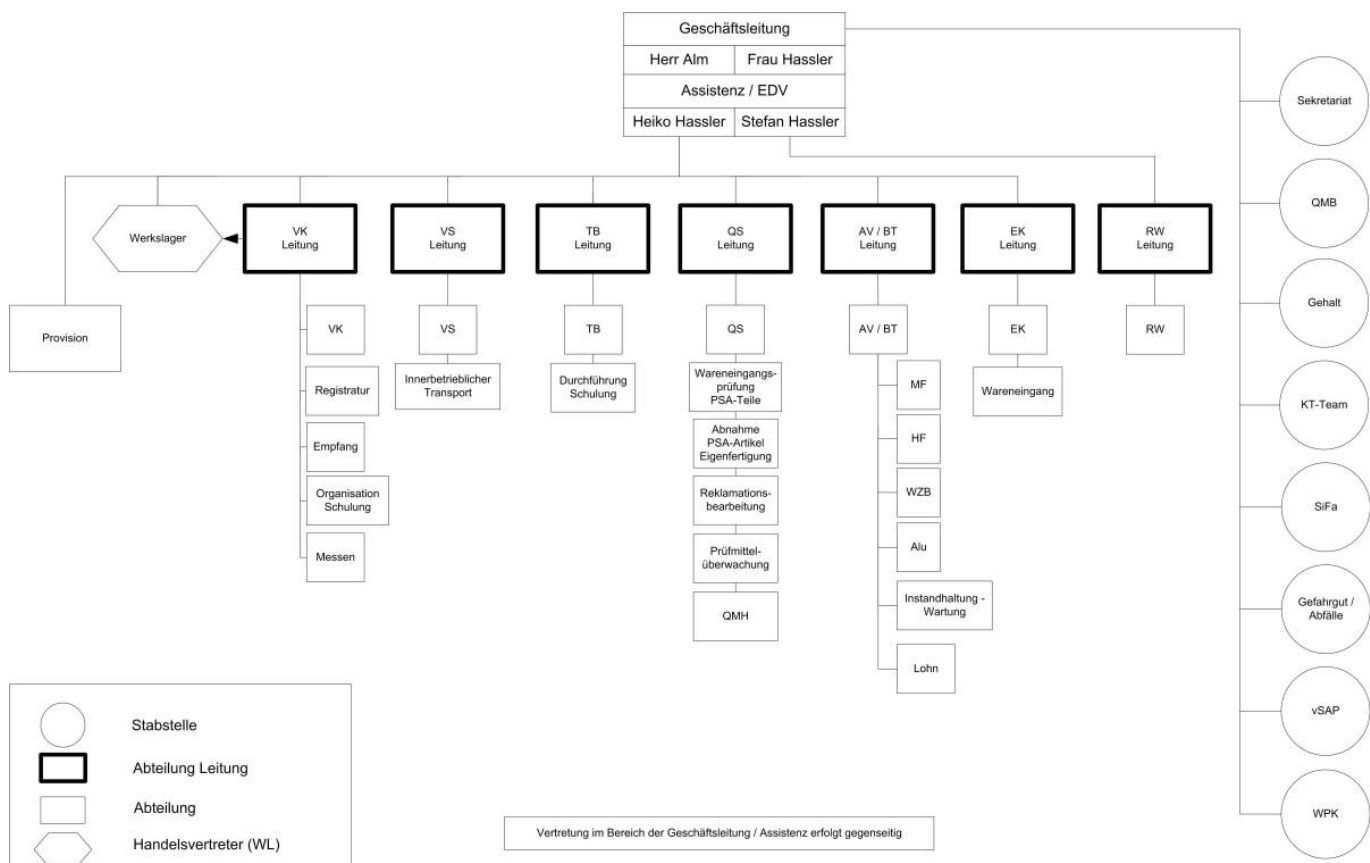 Geschäftsleitung
Herr Alm
Frau Hassler
Assistenz / EDV
Heiko Hassler
Stefan Hassler
Sekretariat
QMB
Gehalt
KT-Team
SiFa
Gefahrgut /
Abfälle
vSAP
WPK
Werkslager
VK
Leitung
VS
Leitung
TB
Leitung
QS
Leitung
AV / BT
Leitung
EK
Leitung
RW
Leitung
Provision
VK
Registratur
Empfang
Organisation
Schulung
Messen
VS
Innerbetrieblicher
Transport
TB
Durchführung
Schulung
QS
Wareneingangs-
prüfung
PSA-Teile
Abnahme
PSA-Artikel
Eigenfertigung
Reklamations-
bearbeitung
Prüfmittel-
überwachung
QMH
AV / BT
MF
HF
WZB
Alu
Instandhaltung -
Wartung
Lohn
EK
Wareneingang
RW
Stabstelle
Abteilung Leitung
Abteilung
Handelsvertreter (WL)
Vertretung im Bereich der Geschäftsleitung / Assistenz erfolgt gegenseitig